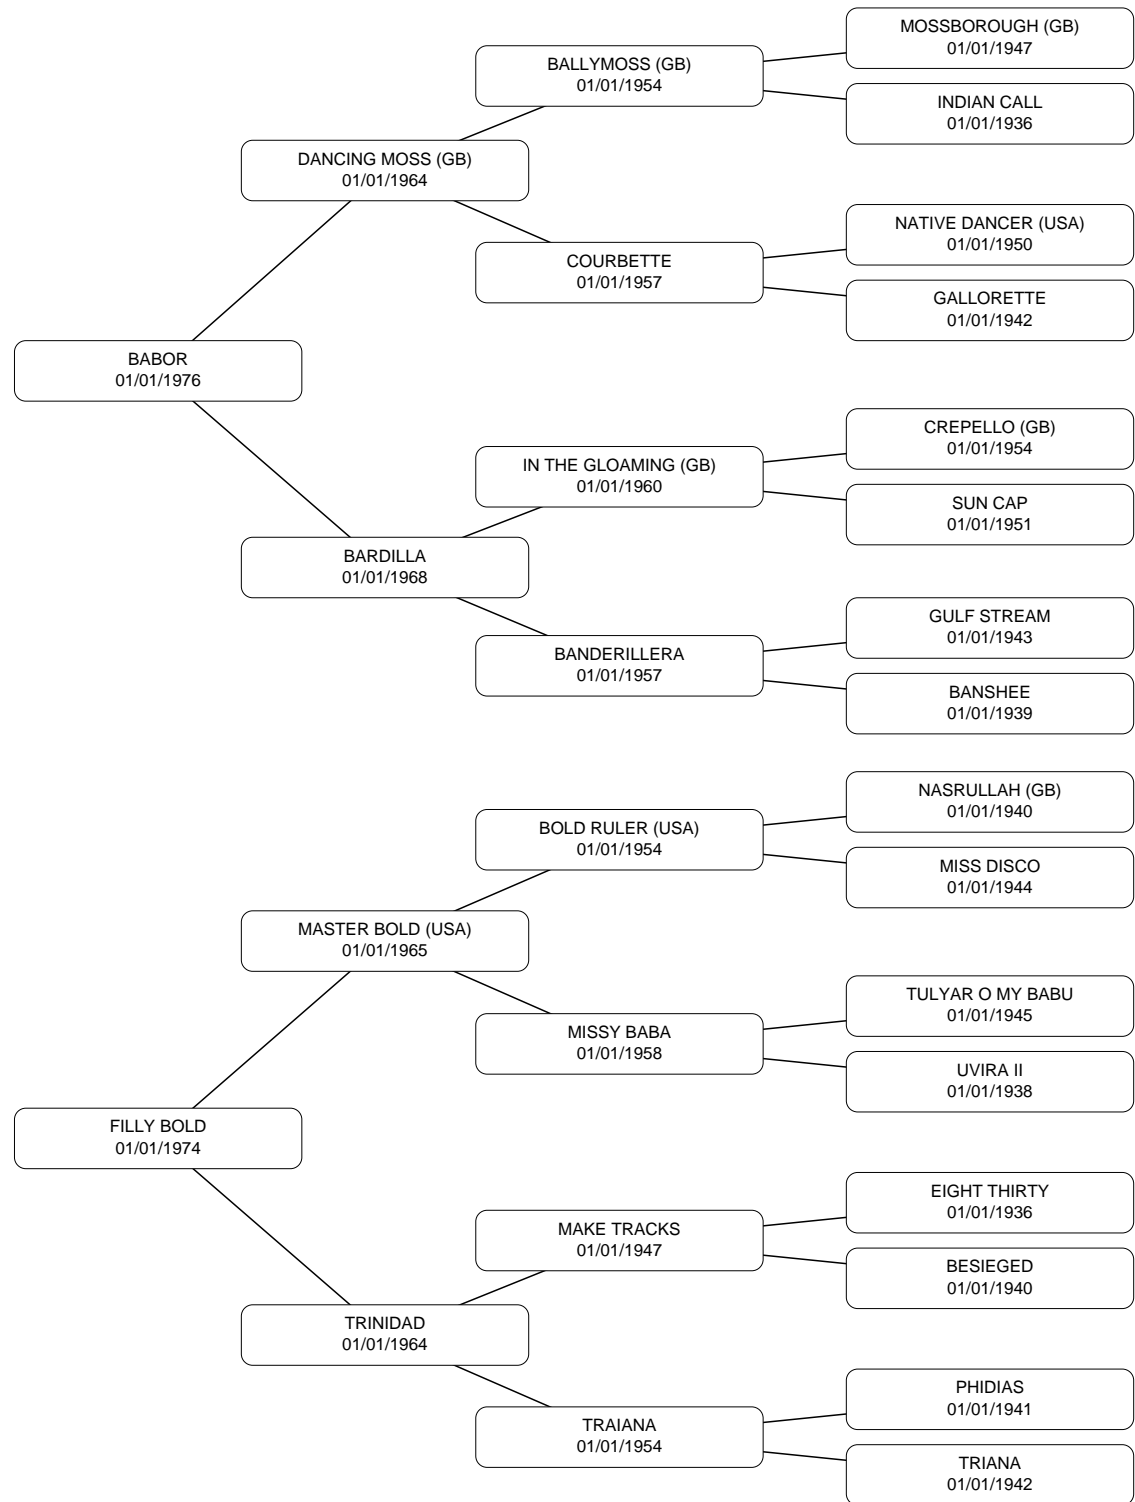 MOSSBOROUGH (GB)
01/01/1947
BALLYMOSS (GB)
01/01/1954
INDIAN CALL
01/01/1936
DANCING MOSS (GB)
01/01/1964
NATIVE DANCER (USA)
01/01/1950
COURBETTE
01/01/1957
GALLORETTE
01/01/1942
BABOR
01/01/1976
CREPELLO (GB)
01/01/1954
IN THE GLOAMING (GB)
01/01/1960
SUN CAP
01/01/1951
BARDILLA
01/01/1968
GULF STREAM
01/01/1943
BANDERILLERA
01/01/1957
BANSHEE
01/01/1939
NASRULLAH (GB)
01/01/1940
BOLD RULER (USA)
01/01/1954
MISS DISCO
01/01/1944
MASTER BOLD (USA)
01/01/1965
TULYAR O MY BABU
01/01/1945
MISSY BABA
01/01/1958
UVIRA II
01/01/1938
FILLY BOLD
01/01/1974
EIGHT THIRTY
01/01/1936
MAKE TRACKS
01/01/1947
BESIEGED
01/01/1940
TRINIDAD
01/01/1964
PHIDIAS
01/01/1941
TRAIANA
01/01/1954
TRIANA
01/01/1942